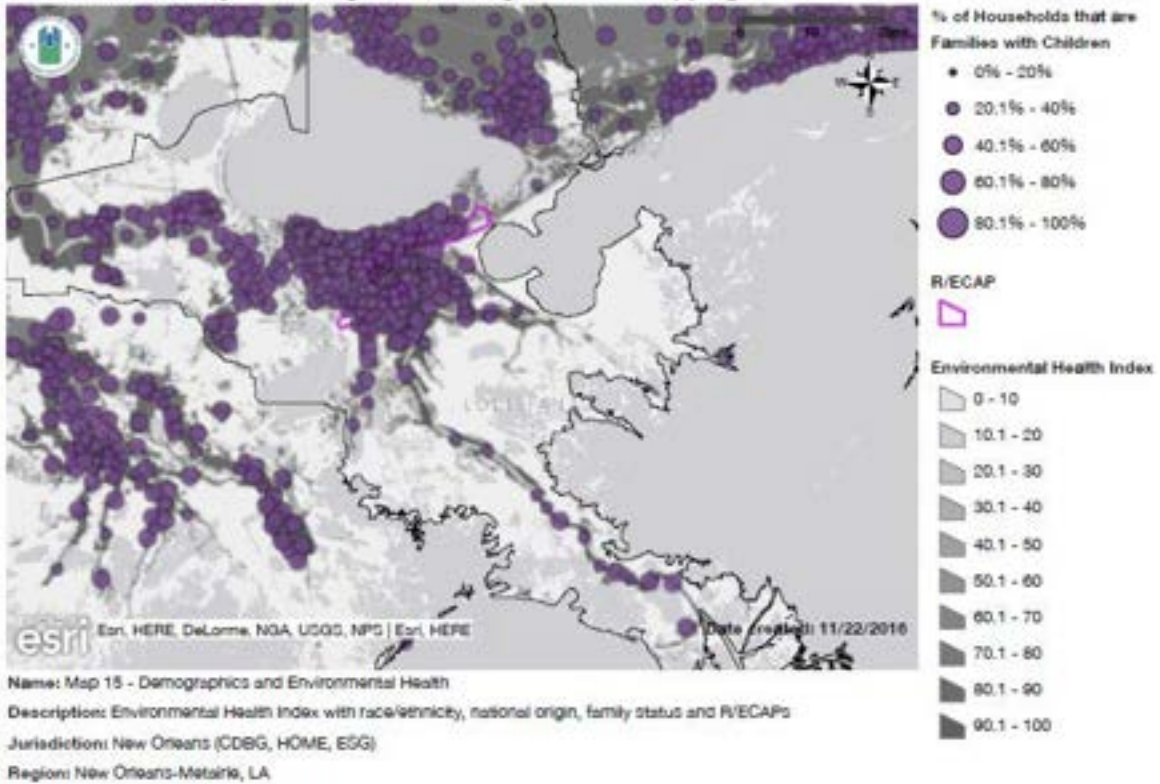 % of Households that are
Families with Children
0% - 20%
20.1% - 40%
40.1% - 60%
60.1% - 80%
80.1% - 100%
R/ECAP
Environmental Health Index
0 - 10
10.1 - 20
20.1 - 30
30.1 - 40
40.1 - 50
50.1 - 60
60.1 - 70
70.1 - 80
80.1 - 90
90.1 - 100
esri Esri, HERE, DeLorme, NGA, USGS, NPS | Esri, HERE
Date created: 11/22/2016
Name: Map 15 - Demographics and Environmental Health
Description: Environmental Health Index with race/ethnicity, national origin, family status and R/ECAPs
Jurisdiction: New Orleans (CDBG, HOME, ESG)
Region: New Orleans-Metairie, LA